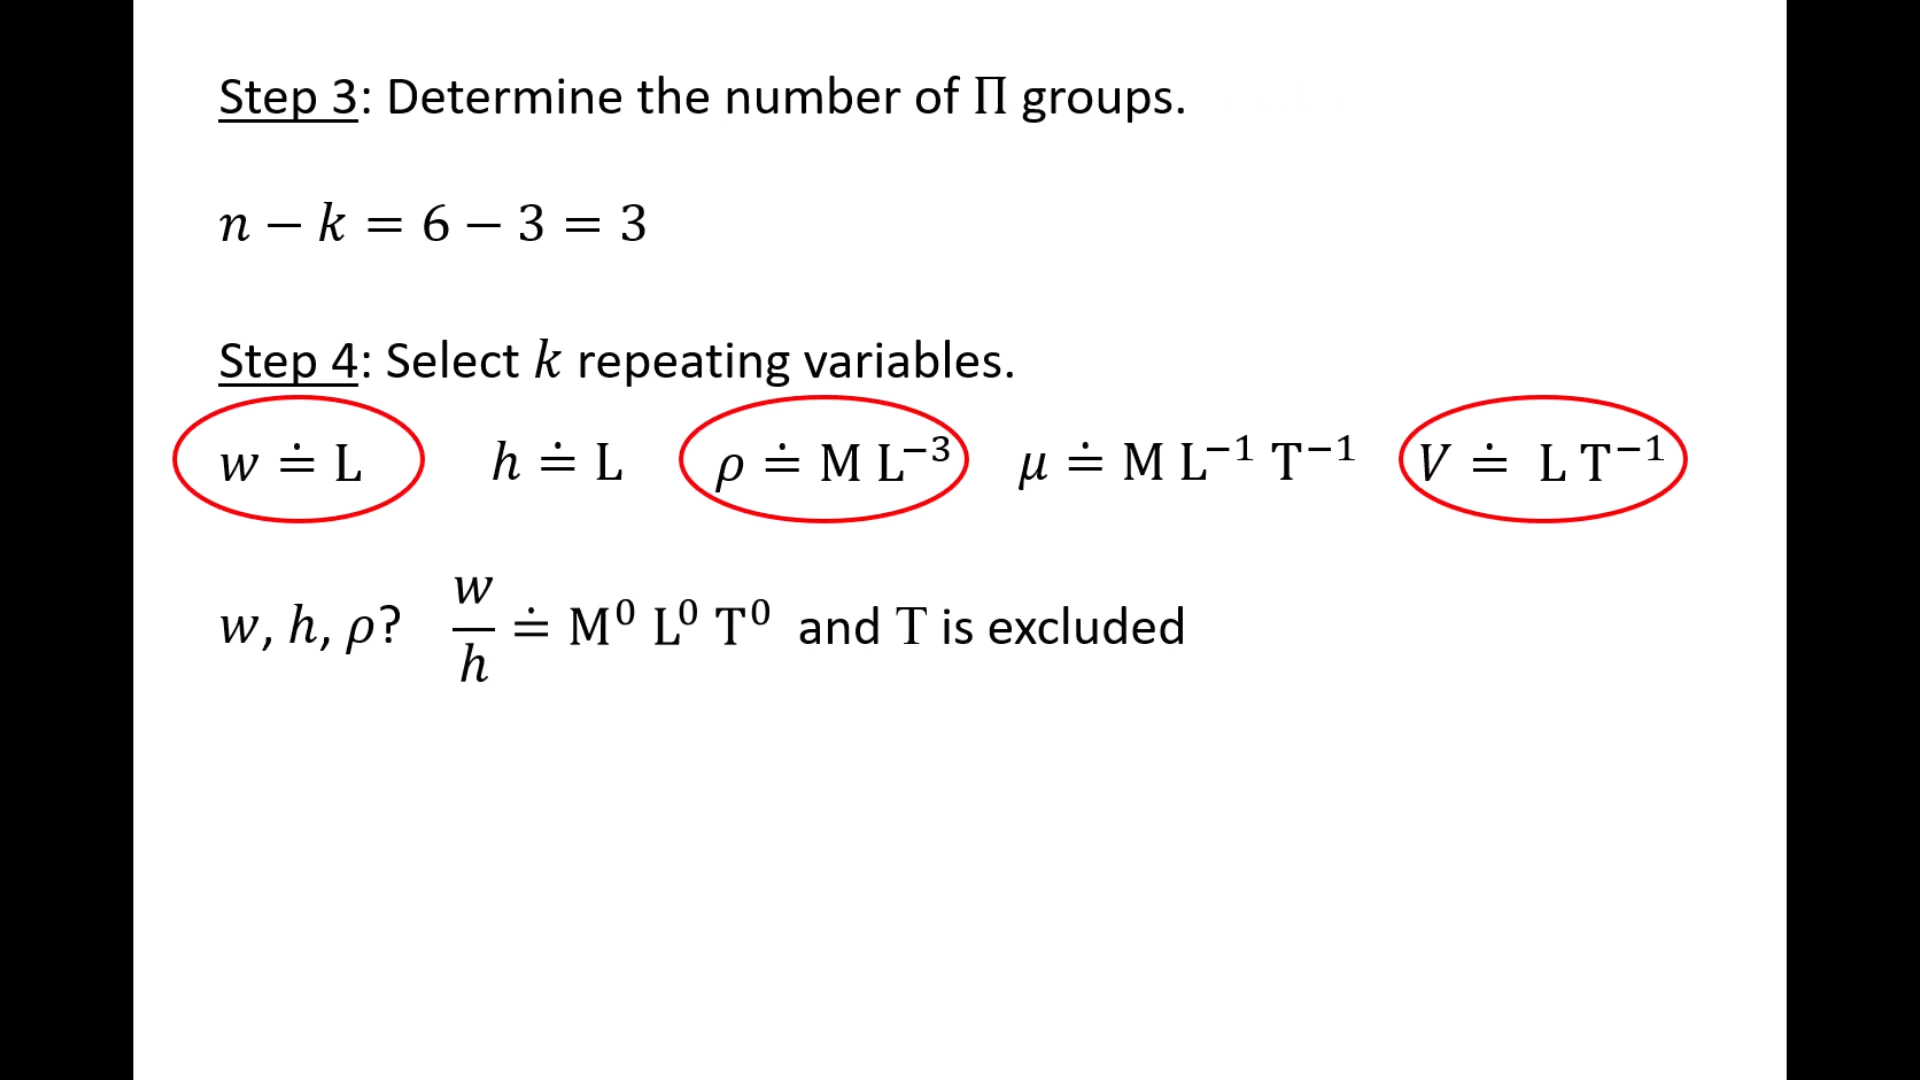 Step 3: Determine the number of Π groups.
n − k = 6 − 3 = 3
Step 4: Select k repeating variables.
w ≐ L h ≐ L ρ ≐ M L⁻³ μ ≐ M L⁻¹ T⁻¹ V ≐ L T⁻¹
w, h, ρ? w/h ≐ M⁰ L⁰ T⁰ and T is excluded